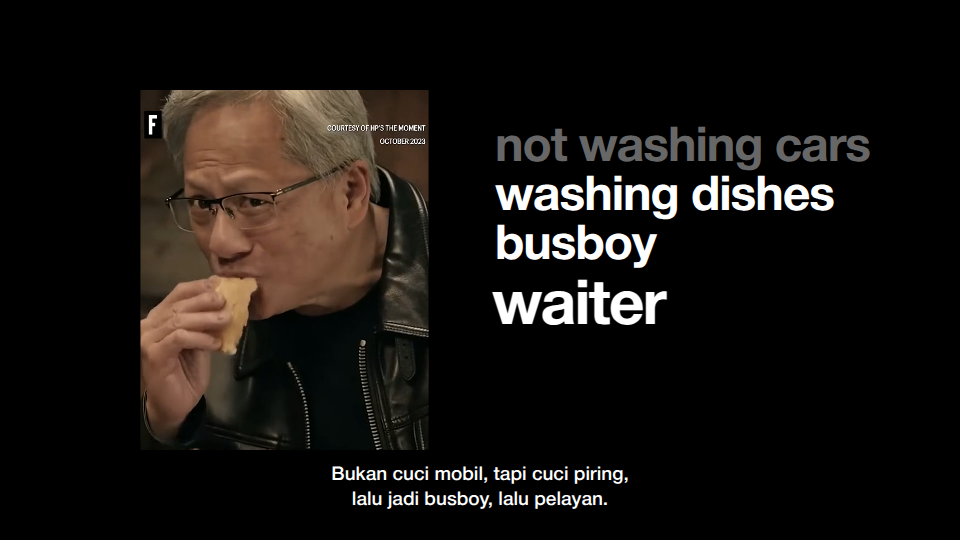 F
COURTESY OF HP'S THE MOMENT
OCTOBER 2023
not washing cars
washing dishes
busboy
waiter
Bukan cuci mobil, tapi cuci piring,
lalu jadi busboy, lalu pelayan.